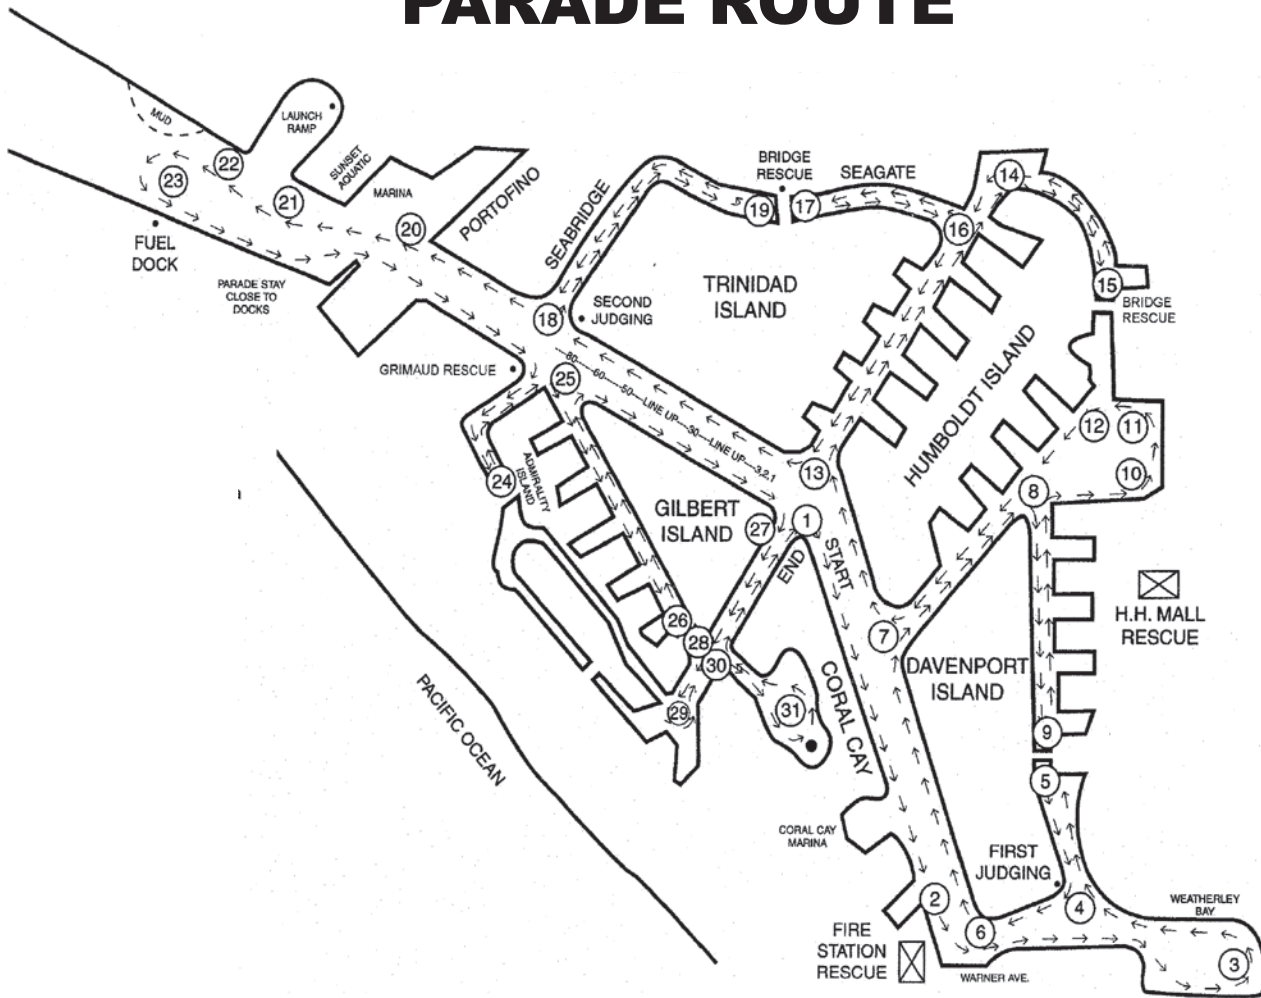 PARADE ROUTE
MUD
LAUNCH
RAMP
SUNSET
AQUATIC
MARINA
PORTOFINO
SEABRIDGE
BRIDGE
RESCUE
SEAGATE
14
22
23
21
20
19
17
16
15
BRIDGE
RESCUE
FUEL
DOCK
PARADE STAY
CLOSE TO
DOCKS
TRINIDAD
ISLAND
SECOND
JUDGING
18
GRIMAUD RESCUE
25
80----60----50----LINE UP-----30----LINE UP----3,2,1
HUMBOLDT ISLAND
12
11
10
13
8
24
ADMIRALITY
ISLAND
GILBERT
ISLAND
27
1
END
START
H.H. MALL
RESCUE
26
28
30
7
DAVENPORT
ISLAND
29
31
CORAL CAY
9
5
PACIFIC OCEAN
CORAL CAY
MARINA
FIRST
JUDGING
2
6
4
WEATHERLEY
BAY
3
FIRE
STATION
RESCUE
WARNER AVE.